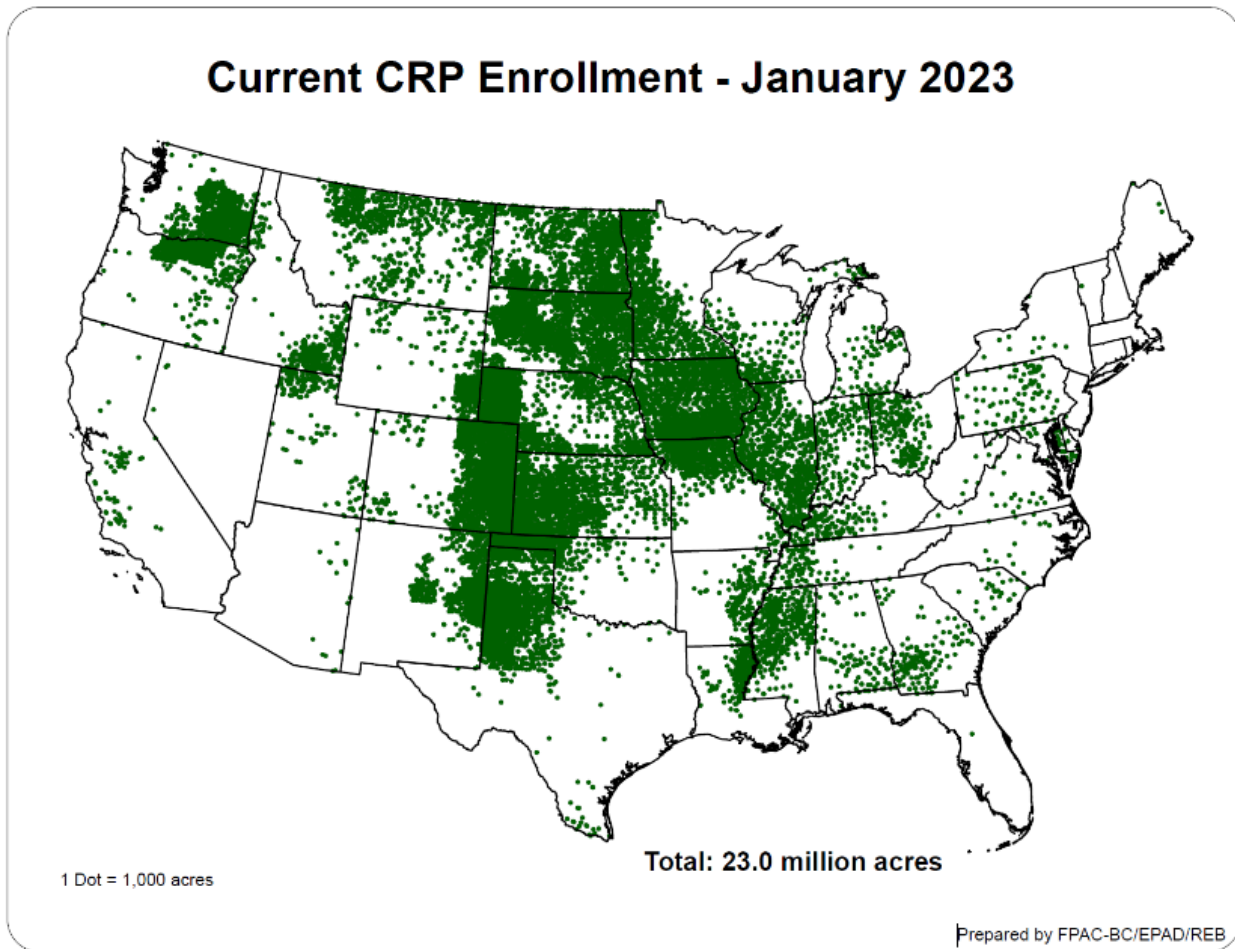 Current CRP Enrollment - January 2023
Total: 23.0 million acres
1 Dot = 1,000 acres
Prepared by FPAC-BC/EPAD/REB